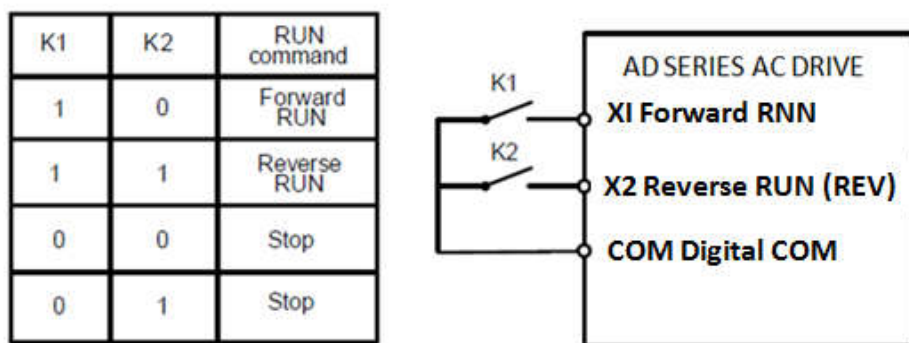 K1 K2 RUN command
1 0 Forward RUN
1 1 Reverse RUN
0 0 Stop
0 1 Stop
AD SERIES AC DRIVE
K1
XI Forward RNN
K2
X2 Reverse RUN (REV)
COM Digital COM